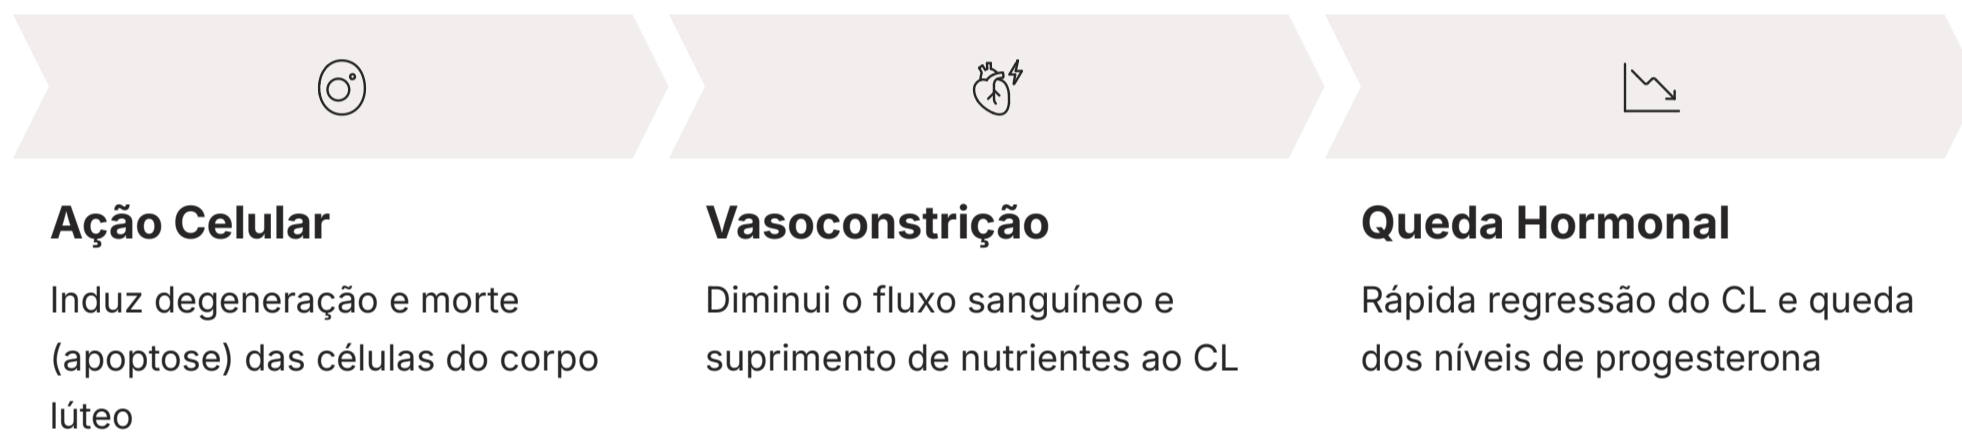 Ação Celular
Induz degeneração e morte
(apoptose) das células do corpo
lúteo
Vasoconstrição
Diminui o fluxo sanguíneo e
suprimento de nutrientes ao CL
Queda Hormonal
Rápida regressão do CL e queda
dos níveis de progesterona